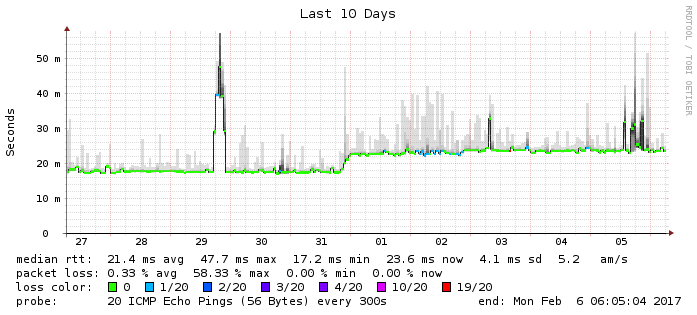 Last 10 Days
RRDTOOL / TOBI OETIKER
Seconds
50 m
40 m
30 m
20 m
10 m
0
27 28 29 30 31 01 02 03 04 05
median rtt: 21.4 ms avg 47.7 ms max 17.2 ms min 23.6 ms now 4.1 ms sd 5.2 am/s
packet loss: 0.33 % avg 58.33 % max 0.00 % min 0.00 % now
loss color: 0 1/20 2/20 3/20 4/20 10/20 19/20
probe: 20 ICMP Echo Pings (56 Bytes) every 300s end: Mon Feb 6 06:05:04 2017